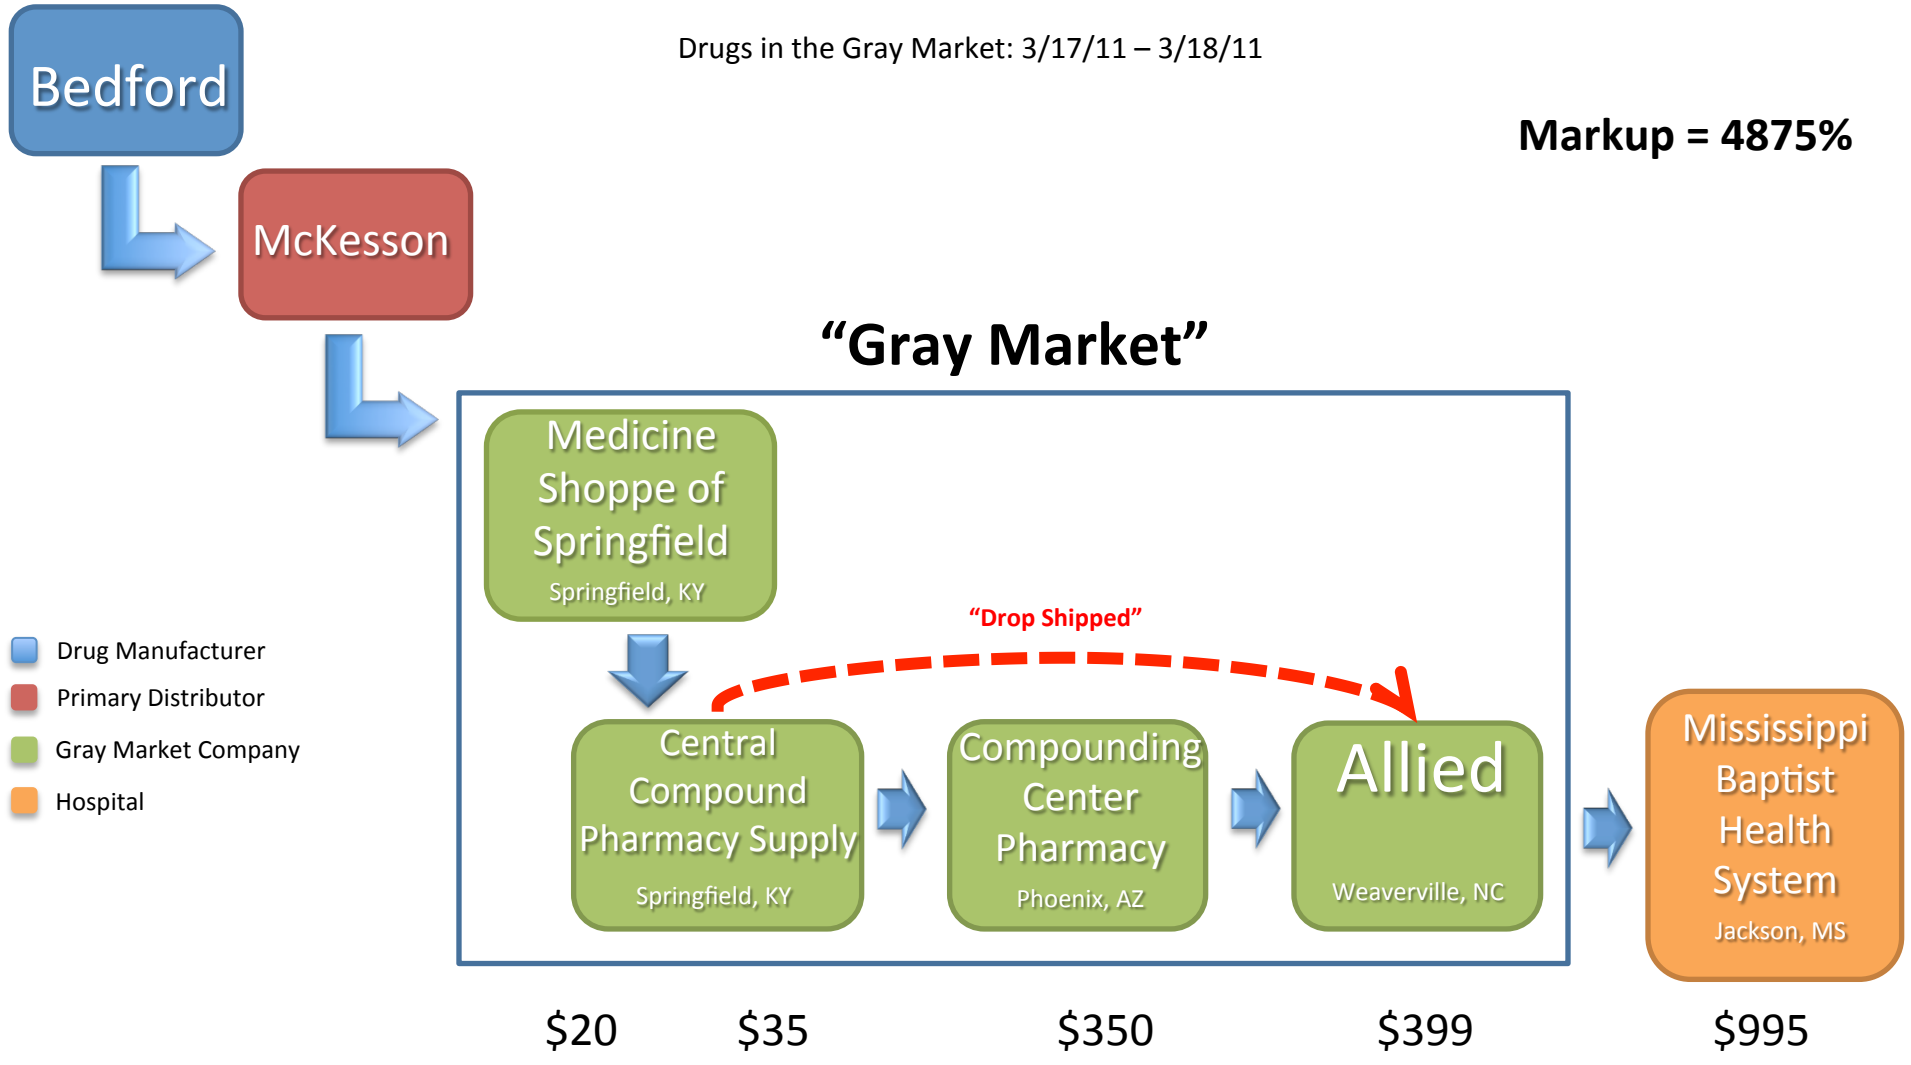 Drugs in the Gray Market: 3/17/11 – 3/18/11
Bedford
Markup = 4875%
McKesson
“Gray Market”
Medicine
Shoppe of
Springfield
Springfield, KY
“Drop Shipped”
Drug Manufacturer
Primary Distributor
Gray Market Company
Hospital
Central
Compound
Pharmacy Supply
Springfield, KY
Compounding
Center
Pharmacy
Phoenix, AZ
Allied
Weaverville, NC
Mississippi
Baptist
Health
System
Jackson, MS
$20 $35 $350 $399 $995